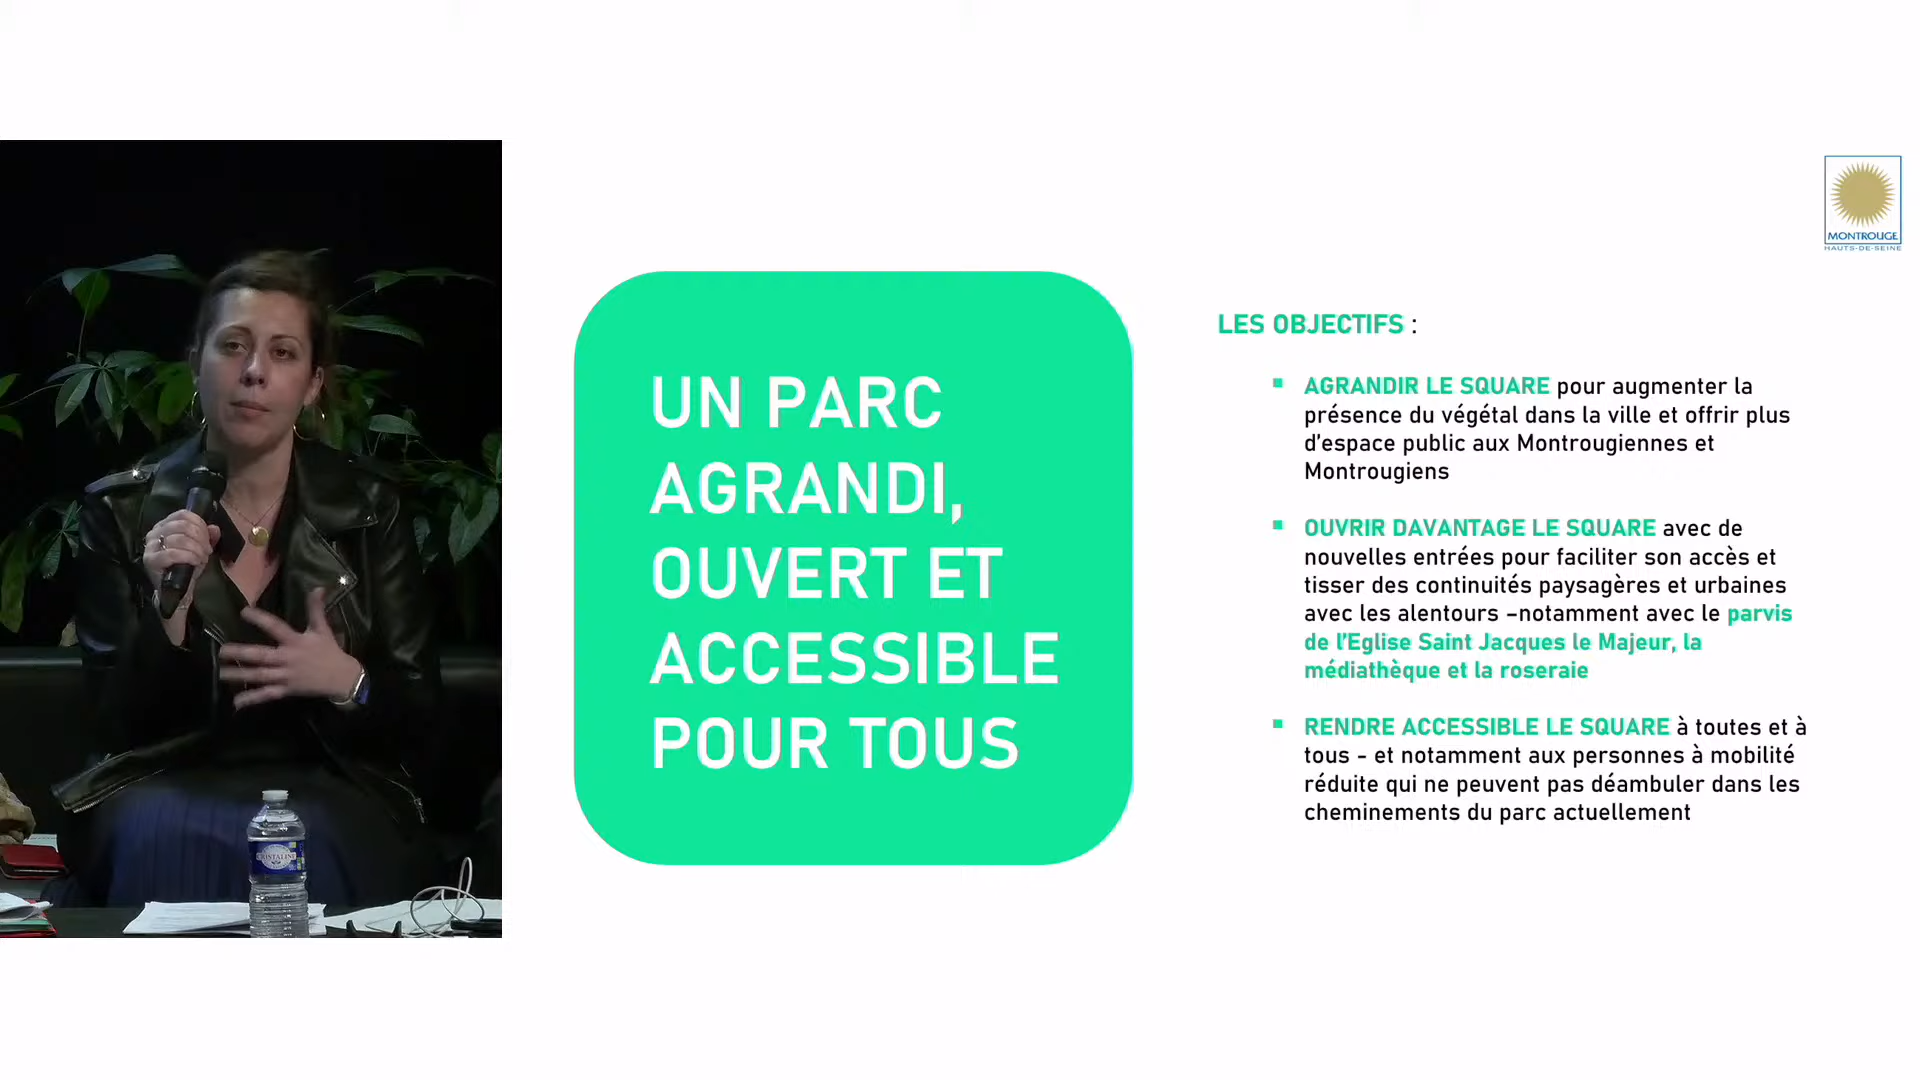 MONTROUGE
HAUTS-DE-SEINE
UN PARC
AGRANDI,
OUVERT ET
ACCESSIBLE
POUR TOUS
LES OBJECTIFS :
AGRANDIR LE SQUARE pour augmenter la
présence du végétal dans la ville et offrir plus
d'espace public aux Montrougiennes et
Montrougiens
OUVRIR DAVANTAGE LE SQUARE avec de
nouvelles entrées pour faciliter son accès et
tisser des continuités paysagères et urbaines
avec les alentours –notamment avec le parvis
de l'Eglise Saint Jacques le Majeur, la
médiathèque et la roseraie
RENDRE ACCESSIBLE LE SQUARE à toutes et à
tous - et notamment aux personnes à mobilité
réduite qui ne peuvent pas déambuler dans les
cheminements du parc actuellement
CRISTALINE